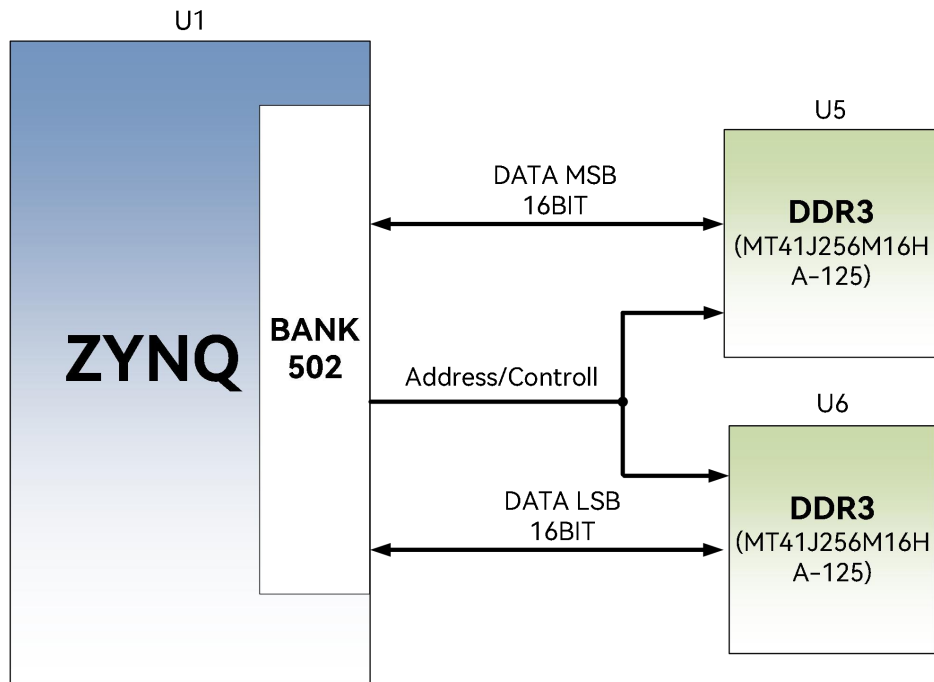 U1
ZYNQ
BANK
502
DATA MSB
16BIT
Address/Controll
DATA LSB
16BIT
U5
DDR3
(MT41J256M16H
A-125)
U6
DDR3
(MT41J256M16H
A-125)